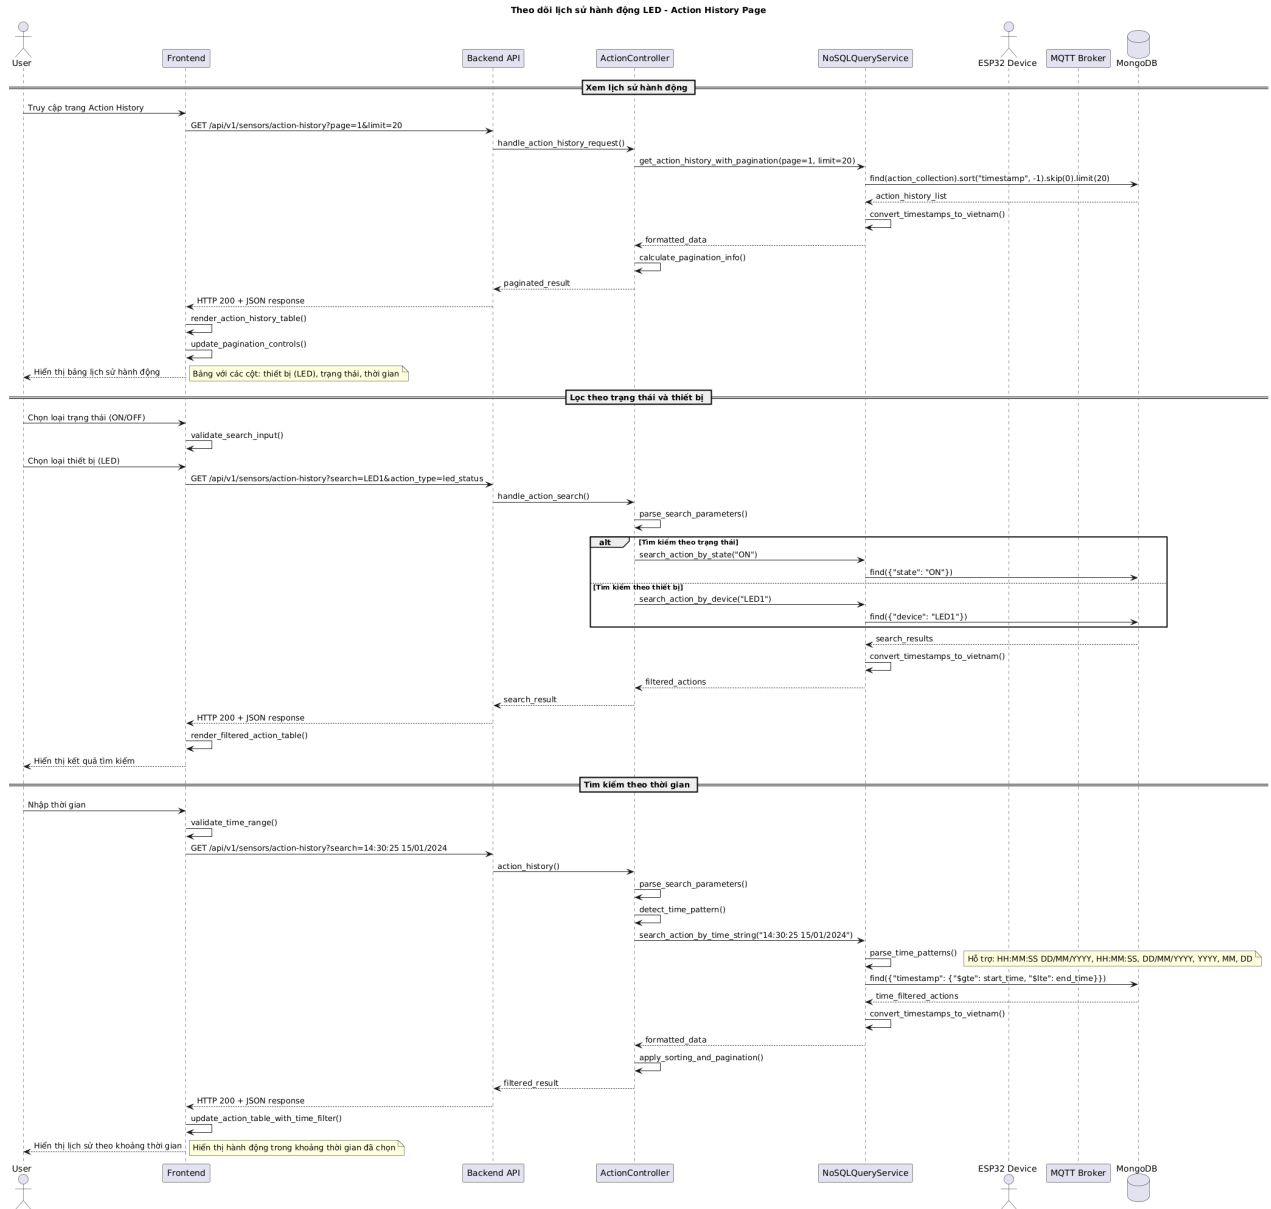 Theo dõi lịch sử hành động LED - Action History Page
User
Frontend
Backend API
ActionController
NoSQLQueryService
ESP32 Device
MQTT Broker
MongoDB
Xem lịch sử hành động
Truy cập trang Action History
GET /api/v1/sensors/action-history?page=1&limit=20
handle_action_history_request()
get_action_history_with_pagination(page=1, limit=20)
find(action_collection).sort("timestamp", -1).skip(0).limit(20)
action_history_list
convert_timestamps_to_vietnam()
formatted_data
calculate_pagination_info()
paginated_result
HTTP 200 + JSON response
render_action_history_table()
update_pagination_controls()
Hiển thị bảng lịch sử hành động
Bảng với các cột: thiết bị (LED), trạng thái, thời gian
Lọc theo trạng thái và thiết bị
Chọn loại trạng thái (ON/OFF)
validate_search_input()
Chọn loại thiết bị (LED)
GET /api/v1/sensors/action-history?search=LED1&action_type=led_status
handle_action_search()
parse_search_parameters()
alt
[Tìm kiếm theo trạng thái]
search_action_by_state("ON")
find({"state": "ON"})
[Tìm kiếm theo thiết bị]
search_action_by_device("LED1")
find({"device": "LED1"})
search_results
convert_timestamps_to_vietnam()
filtered_actions
search_result
HTTP 200 + JSON response
render_filtered_action_table()
Hiển thị kết quả tìm kiếm
Tìm kiếm theo thời gian
Nhập thời gian
validate_time_range()
GET /api/v1/sensors/action-history?search=14:30:25 15/01/2024
action_history()
parse_search_parameters()
detect_time_pattern()
search_action_by_time_string("14:30:25 15/01/2024")
parse_time_patterns()
Hỗ trợ: HH:MM:SS DD/MM/YYYY, HH:MM:SS, DD/MM/YYYY, YYYY, MM, DD
find({"timestamp": {"$gte": start_time, "$lte": end_time}})
time_filtered_actions
convert_timestamps_to_vietnam()
formatted_data
apply_sorting_and_pagination()
filtered_result
HTTP 200 + JSON response
update_action_table_with_time_filter()
Hiển thị lịch sử theo khoảng thời gian
Hiển thị hành động trong khoảng thời gian đã chọn
User
Frontend
Backend API
ActionController
NoSQLQueryService
ESP32 Device
MQTT Broker
MongoDB